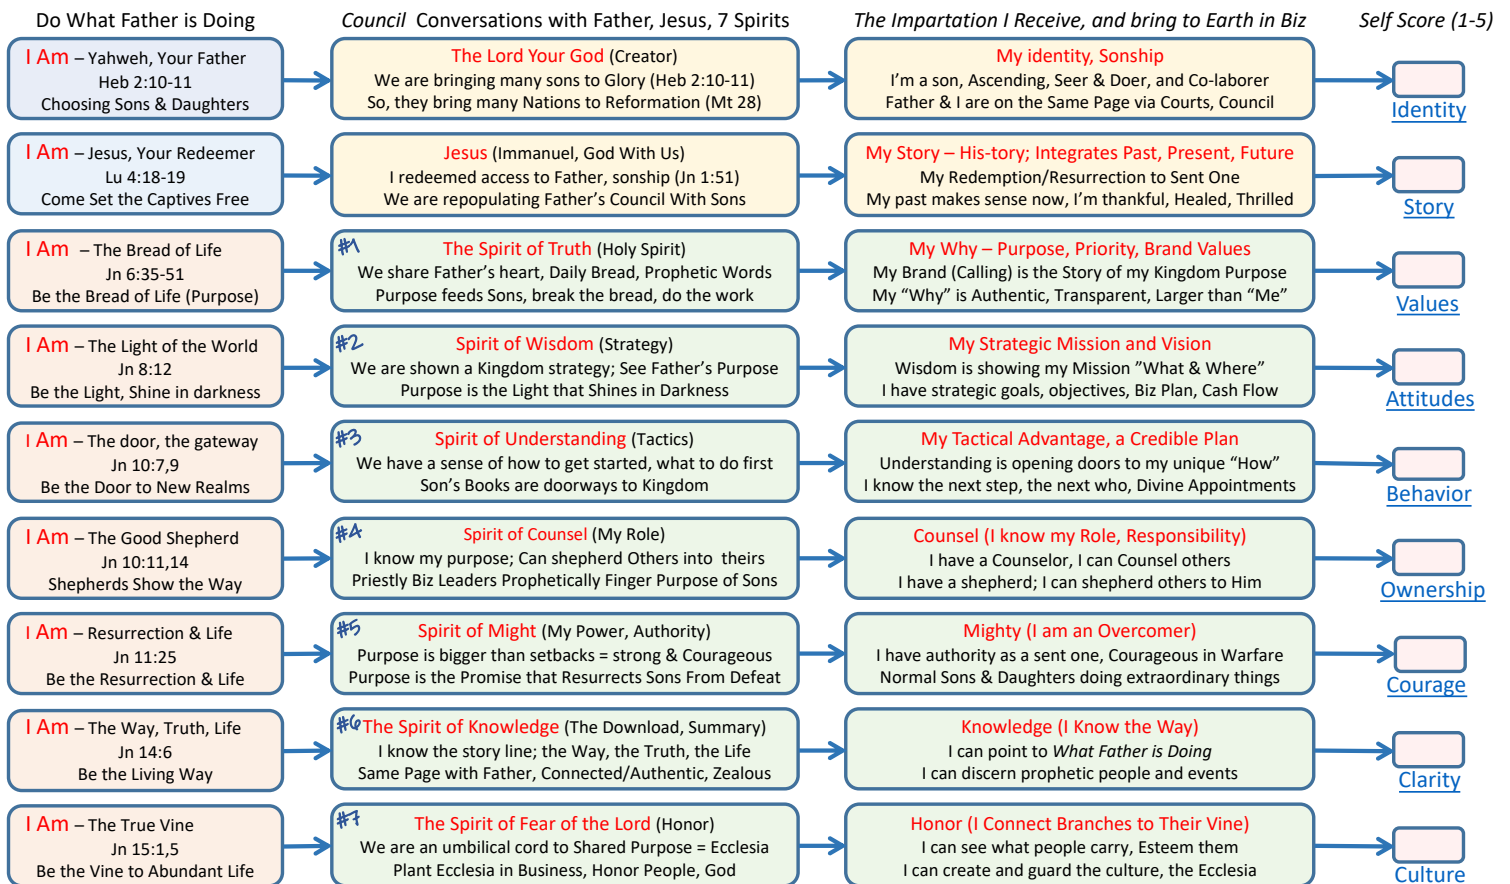 Do What Father is Doing
Council Conversations with Father, Jesus, 7 Spirits
The Impartation I Receive, and bring to Earth in Biz
Self Score (1-5)
I Am – Yahweh, Your Father
Heb 2:10-11
Choosing Sons & Daughters
The Lord Your God (Creator)
We are bringing many sons to Glory (Heb 2:10-11)
So, they bring many Nations to Reformation (Mt 28)
My identity, Sonship
I'm a son, Ascending, Seer & Doer, and Co-laborer
Father & I are on the Same Page via Courts, Council
Identity
I Am – Jesus, Your Redeemer
Lu 4:18-19
Come Set the Captives Free
Jesus (Immanuel, God With Us)
I redeemed access to Father, sonship (Jn 1:51)
We are repopulating Father's Council With Sons
My Story – His-tory; Integrates Past, Present, Future
My Redemption/Resurrection to Sent One
My past makes sense now, I'm thankful, Healed, Thrilled
Story
I Am – The Bread of Life
Jn 6:35-51
Be the Bread of Life (Purpose)
#1 The Spirit of Truth (Holy Spirit)
We share Father's heart, Daily Bread, Prophetic Words
Purpose feeds Sons, break the bread, do the work
My Why – Purpose, Priority, Brand Values
My Brand (Calling) is the Story of my Kingdom Purpose
My “Why” is Authentic, Transparent, Larger than “Me”
Values
I Am – The Light of the World
Jn 8:12
Be the Light, Shine in darkness
#2 Spirit of Wisdom (Strategy)
We are shown a Kingdom strategy; See Father's Purpose
Purpose is the Light that Shines in Darkness
My Strategic Mission and Vision
Wisdom is showing my Mission ”What & Where”
I have strategic goals, objectives, Biz Plan, Cash Flow
Attitudes
I Am – The door, the gateway
Jn 10:7,9
Be the Door to New Realms
#3 Spirit of Understanding (Tactics)
We have a sense of how to get started, what to do first
Son's Books are doorways to Kingdom
My Tactical Advantage, a Credible Plan
Understanding is opening doors to my unique “How”
I know the next step, the next who, Divine Appointments
Behavior
I Am – The Good Shepherd
Jn 10:11,14
Shepherds Show the Way
#4 Spirit of Counsel (My Role)
I know my purpose; Can shepherd Others into theirs
Priestly Biz Leaders Prophetically Finger Purpose of Sons
Counsel (I know my Role, Responsibility)
I have a Counselor, I can Counsel others
I have a shepherd; I can shepherd others to Him
Ownership
I Am – Resurrection & Life
Jn 11:25
Be the Resurrection & Life
#5 Spirit of Might (My Power, Authority)
Purpose is bigger than setbacks = strong & Courageous
Purpose is the Promise that Resurrects Sons From Defeat
Mighty (I am an Overcomer)
I have authority as a sent one, Courageous in Warfare
Normal Sons & Daughters doing extraordinary things
Courage
I Am – The Way, Truth, Life
Jn 14:6
Be the Living Way
#6 The Spirit of Knowledge (The Download, Summary)
I know the story line; the Way, the Truth, the Life
Same Page with Father, Connected/Authentic, Zealous
Knowledge (I Know the Way)
I can point to What Father is Doing
I can discern prophetic people and events
Clarity
I Am – The True Vine
Jn 15:1,5
Be the Vine to Abundant Life
#7 The Spirit of Fear of the Lord (Honor)
We are an umbilical cord to Shared Purpose = Ecclesia
Plant Ecclesia in Business, Honor People, God
Honor (I Connect Branches to Their Vine)
I can see what people carry, Esteem them
I can create and guard the culture, the Ecclesia
Culture